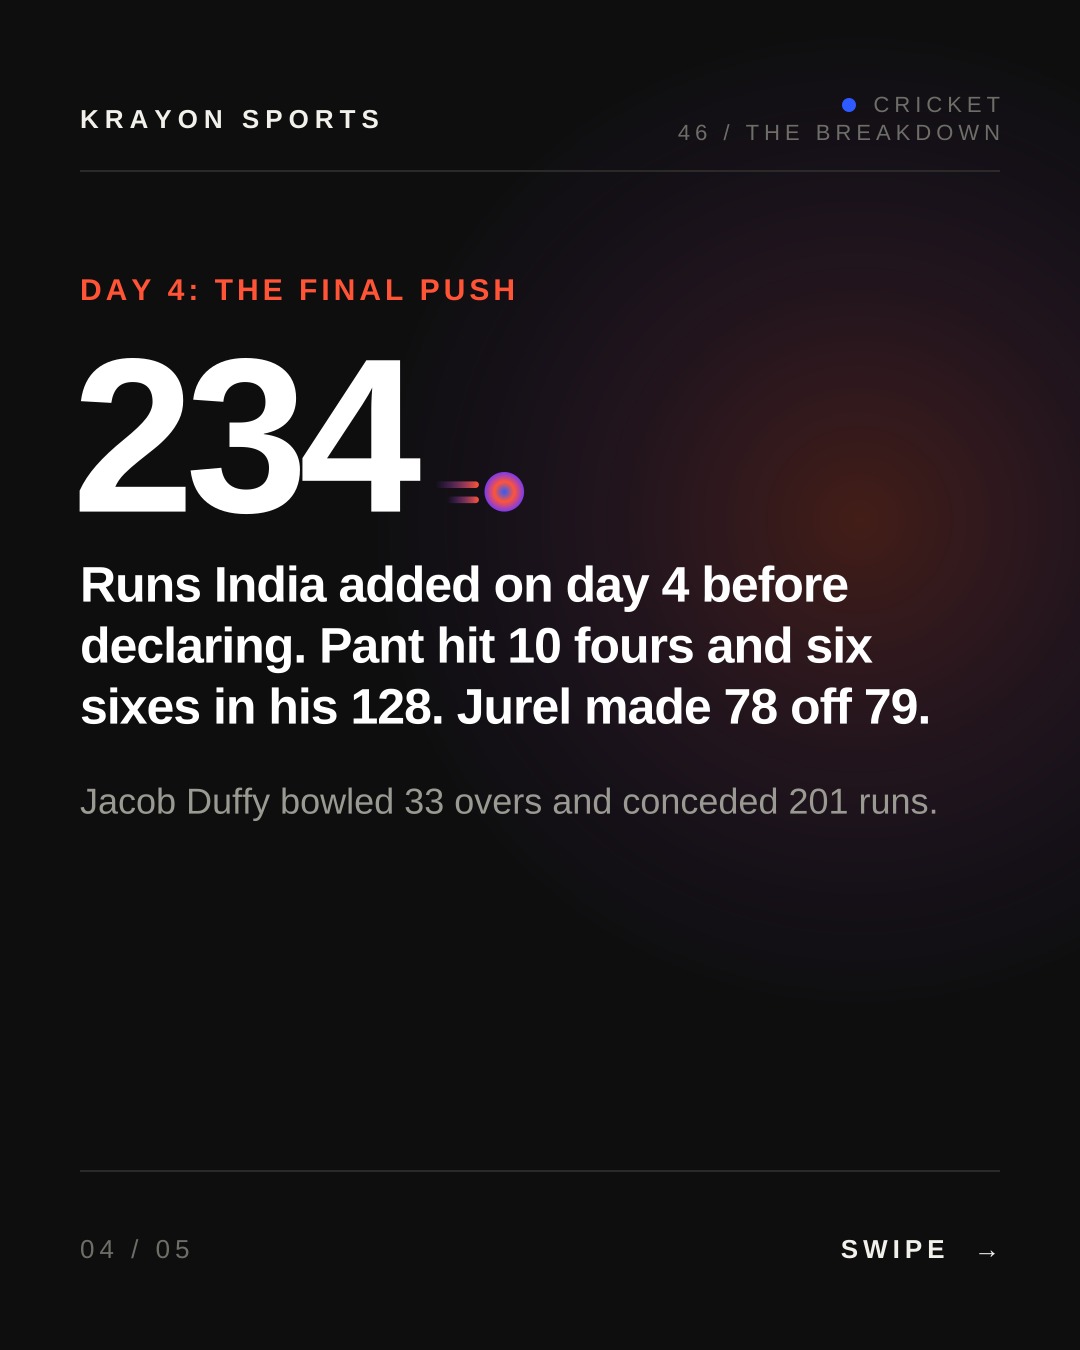 KRAYON SPORTS
CRICKET
46 / THE BREAKDOWN
DAY 4: THE FINAL PUSH
234
Runs India added on day 4 before
declaring. Pant hit 10 fours and six
sixes in his 128. Jurel made 78 off 79.
Jacob Duffy bowled 33 overs and conceded 201 runs.
04 / 05
SWIPE →